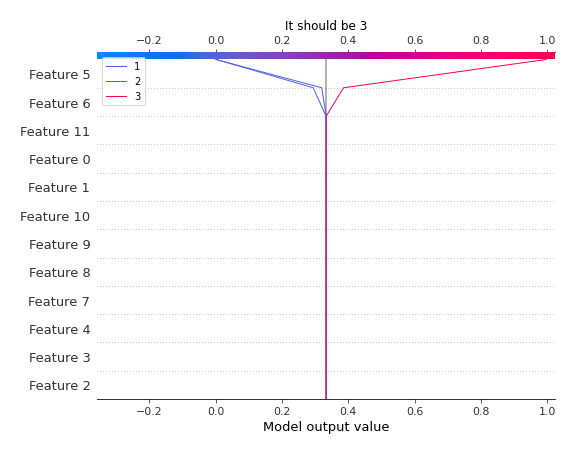 It should be 3
−0.2 0.0 0.2 0.4 0.6 0.8 1.0
1
2
3
Feature 5
Feature 6
Feature 11
Feature 0
Feature 1
Feature 10
Feature 9
Feature 8
Feature 7
Feature 4
Feature 3
Feature 2
−0.2 0.0 0.2 0.4 0.6 0.8 1.0
Model output value